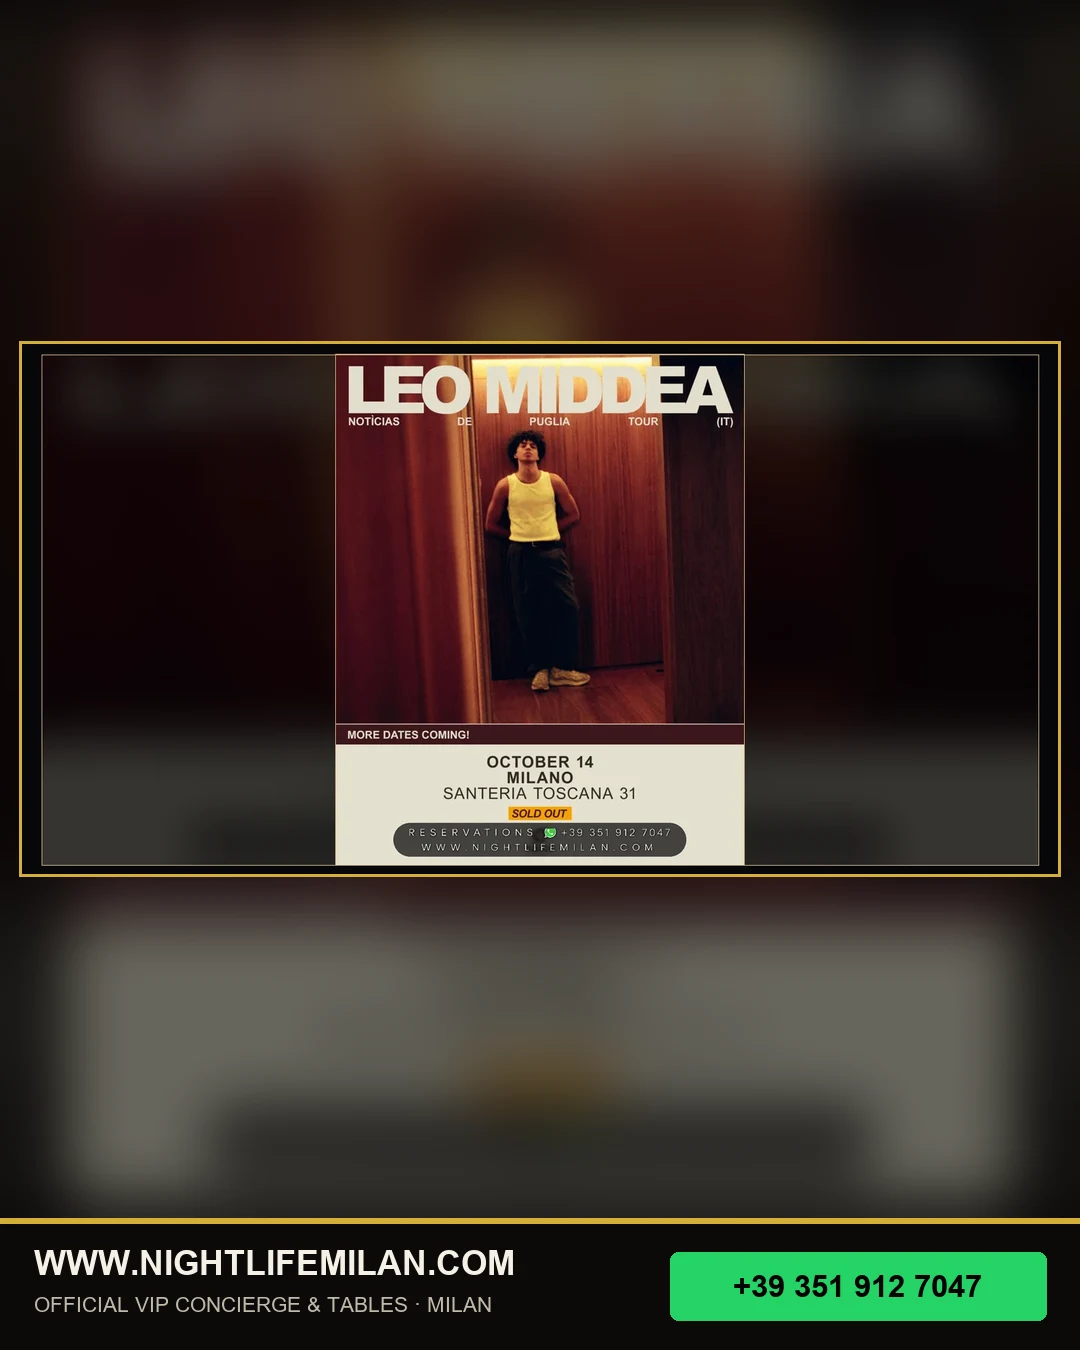 LEO MIDDEA
NOTÌCIAS DE PUGLIA TOUR (IT)
MORE DATES COMING!
OCTOBER 14
MILANO
SANTERIA TOSCANA 31
SOLD OUT
RESERVATIONS +39 351 912 7047
WWW.NIGHTLIFEMILAN.COM
WWW.NIGHTLIFEMILAN.COM
OFFICIAL VIP CONCIERGE & TABLES · MILAN
+39 351 912 7047